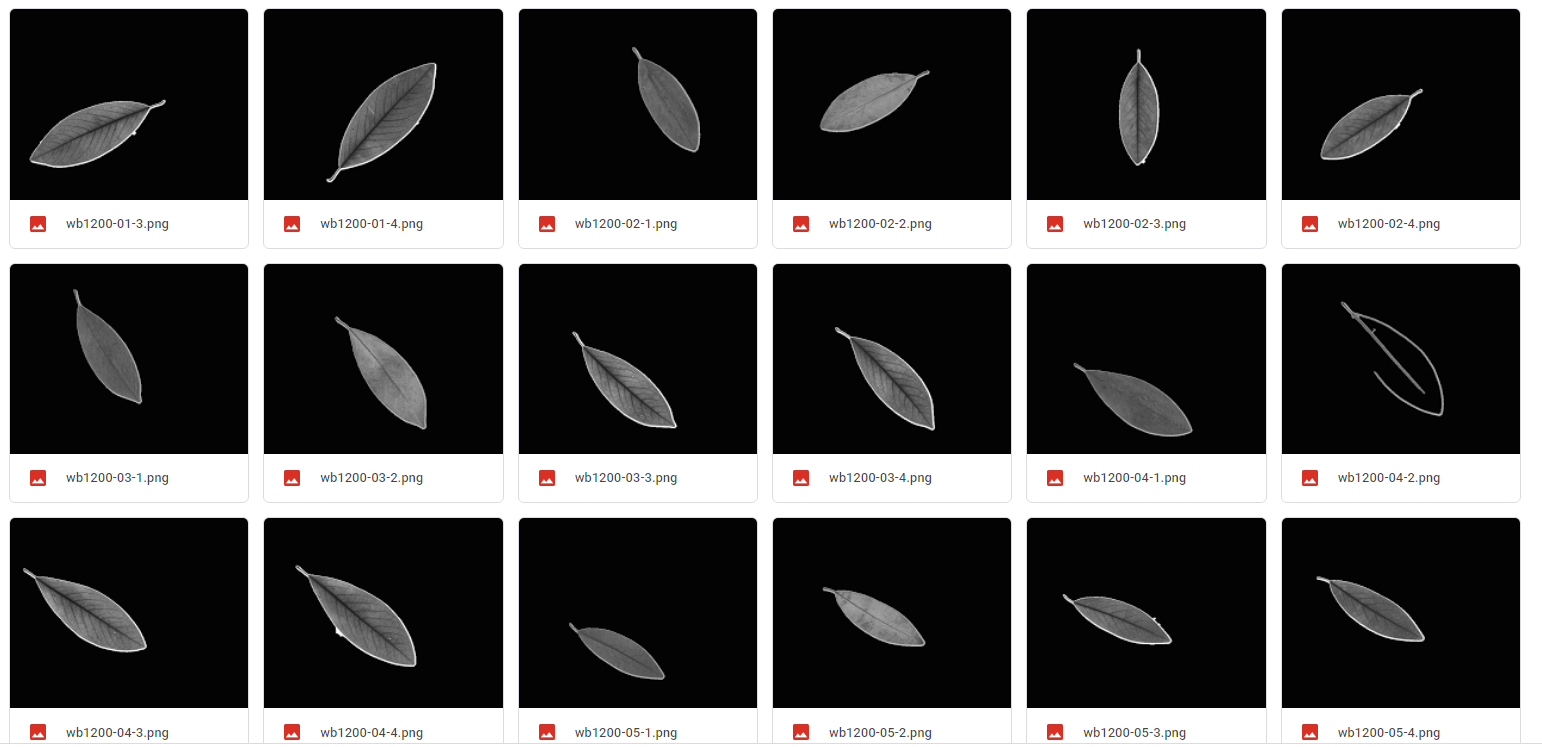 wb1200-01-3.png
wb1200-01-4.png
wb1200-02-1.png
wb1200-02-2.png
wb1200-02-3.png
wb1200-02-4.png
wb1200-03-1.png
wb1200-03-2.png
wb1200-03-3.png
wb1200-03-4.png
wb1200-04-1.png
wb1200-04-2.png
wb1200-04-3.png
wb1200-04-4.png
wb1200-05-1.png
wb1200-05-2.png
wb1200-05-3.png
wb1200-05-4.png